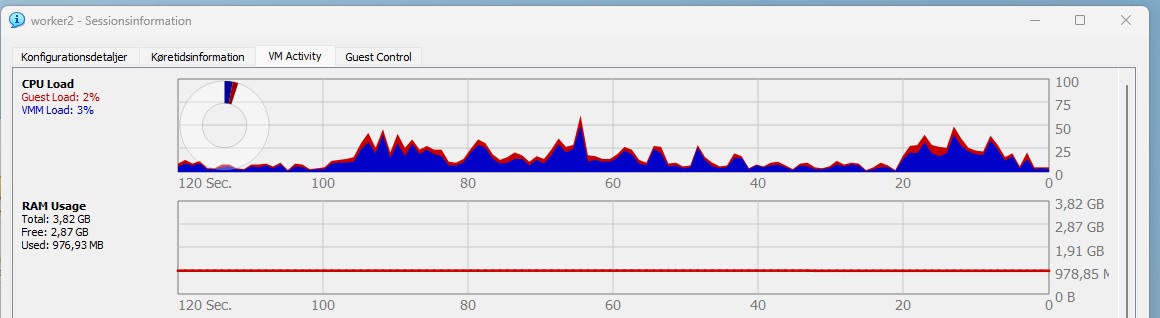 worker2 - Sessionsinformation
Konfigurationsdetaljer Køretidsinformation VM Activity Guest Control
CPU Load
Guest Load: 2%
VMM Load: 3%
100
75
50
25
0
120 Sec. 100 80 60 40 20 0
RAM Usage
Total: 3,82 GB
Free: 2,87 GB
Used: 976,93 MB
3,82 GB
2,87 GB
1,91 GB
978,85 M
0 B
120 Sec. 100 80 60 40 20 0